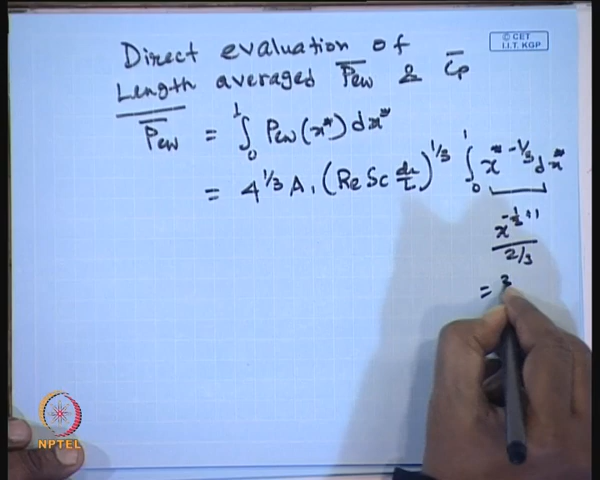 Direct evaluation of
© CET
I.I.T. KGP
Length averaged P̅ew & C̅p
P̅ew = ∫₀¹ Pew(x*) dx*
= 4^1/3 A₁ (Re Sc de/L)^1/3 ∫₀¹ x*^-1/3 dx*
x^-1/3+1
2/3
= 3
NPTEL